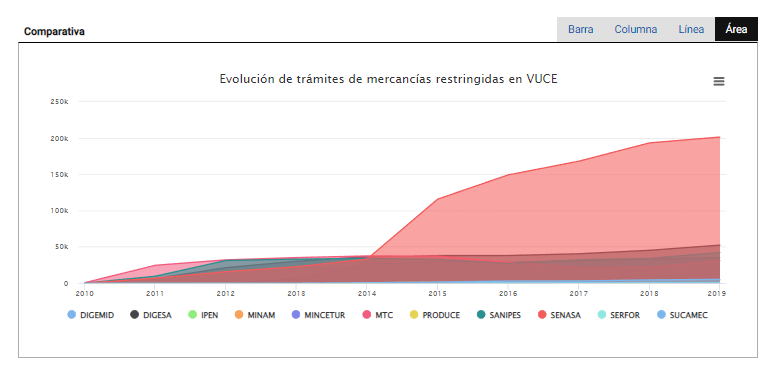 Comparativa
Barra Columna Línea Área
Evolución de trámites de mercancías restringidas en VUCE
250k
200k
150k
100k
50k
0
2010 2011 2012 2013 2014 2015 2016 2017 2018 2019
DIGEMID DIGESA IPEN MINAM MINCETUR MTC PRODUCE SANIPES SENASA SERFOR SUCAMEC